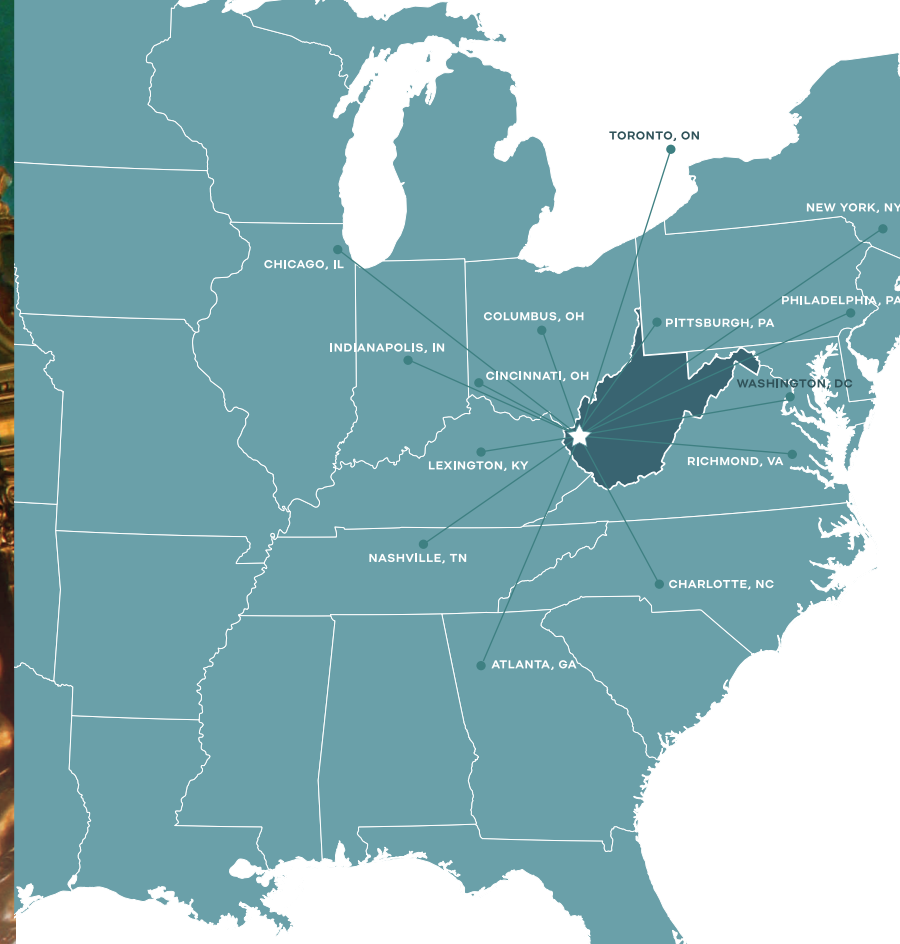 TORONTO, ON
NEW YORK, NY
CHICAGO, IL
PHILADELPHIA, PA
COLUMBUS, OH
PITTSBURGH, PA
INDIANAPOLIS, IN
CINCINNATI, OH
WASHINGTON, DC
LEXINGTON, KY
RICHMOND, VA
NASHVILLE, TN
CHARLOTTE, NC
ATLANTA, GA